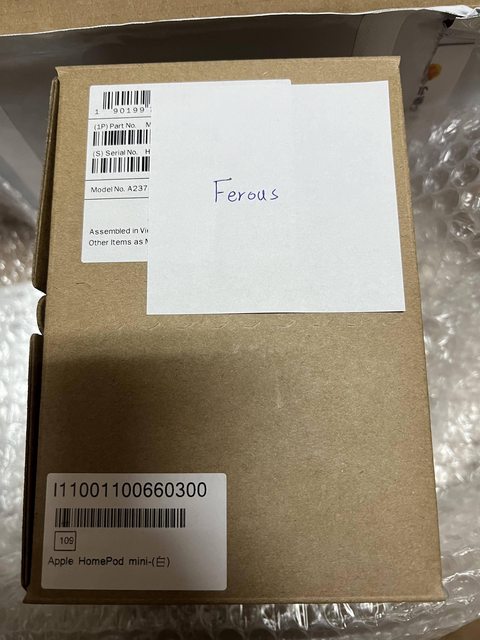 1 90199
(1P) Part No. M
(S) Serial No. H
Model No. A237
Assembled in Vi
Other Items as M
Ferous
I11001100660300
109
Apple HomePod mini-(白)